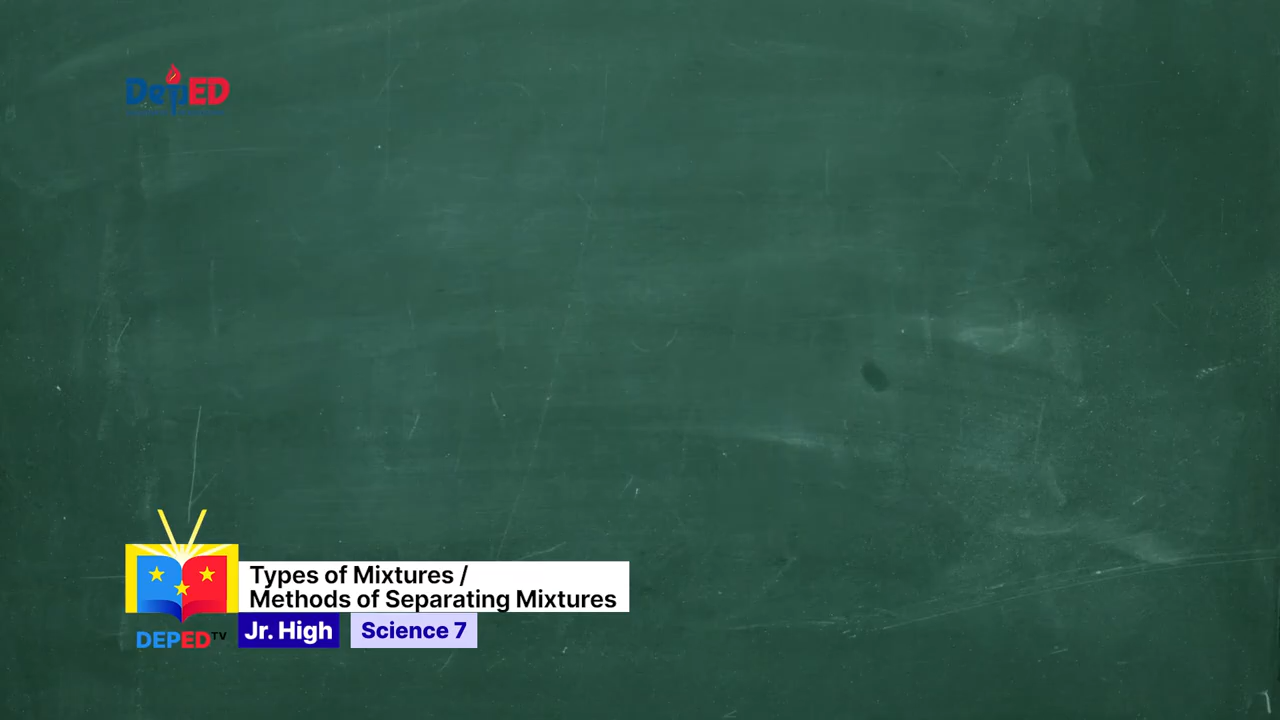 DepED
Types of Mixtures /
Methods of Separating Mixtures
Jr. High
Science 7
DEPED TV